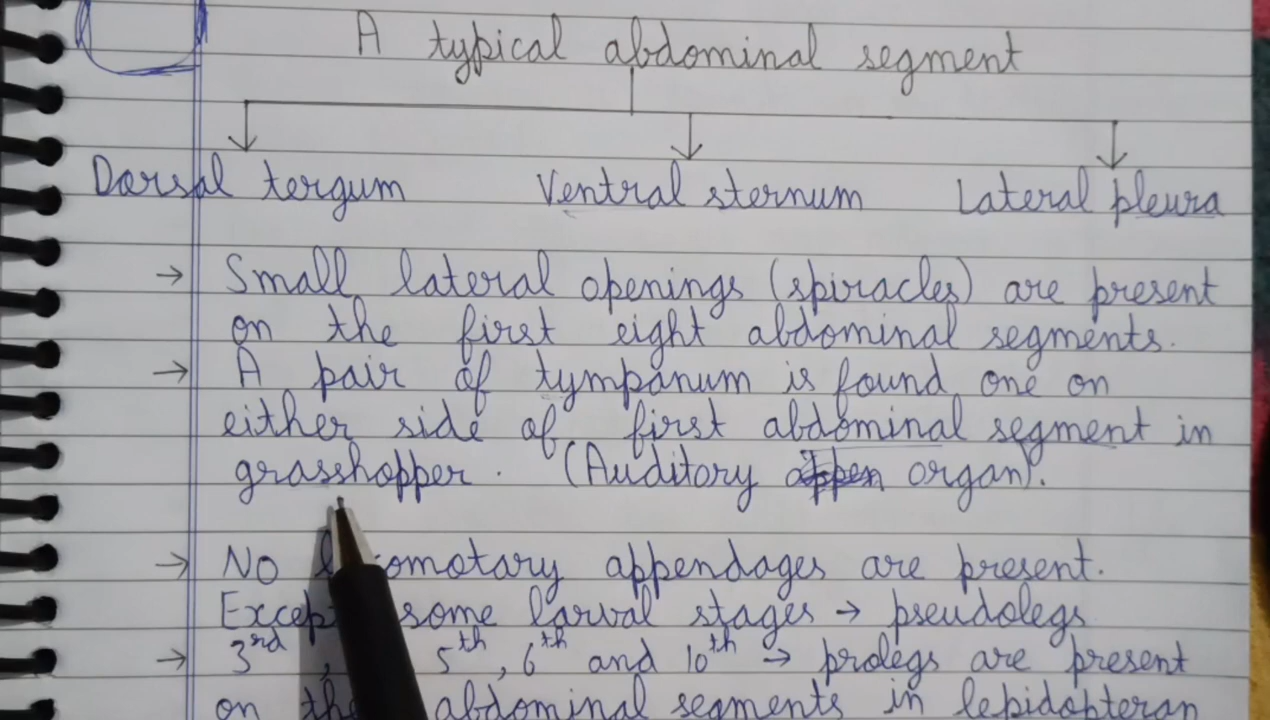 A typical abdominal segment
Dorsal tergum Ventral sternum Lateral pleura
→ Small lateral openings (spiracles) are present
on the first eight abdominal segments.
→ A pair of tympanum is found one on
either side of first abdominal segment in
grasshopper. (Auditory organ).
→ No are present.
Except some larval stages → pseudolegs
→ 3rd, 5th, 6th and 10th → prolegs are present
on abdominal segments in lepidopteran